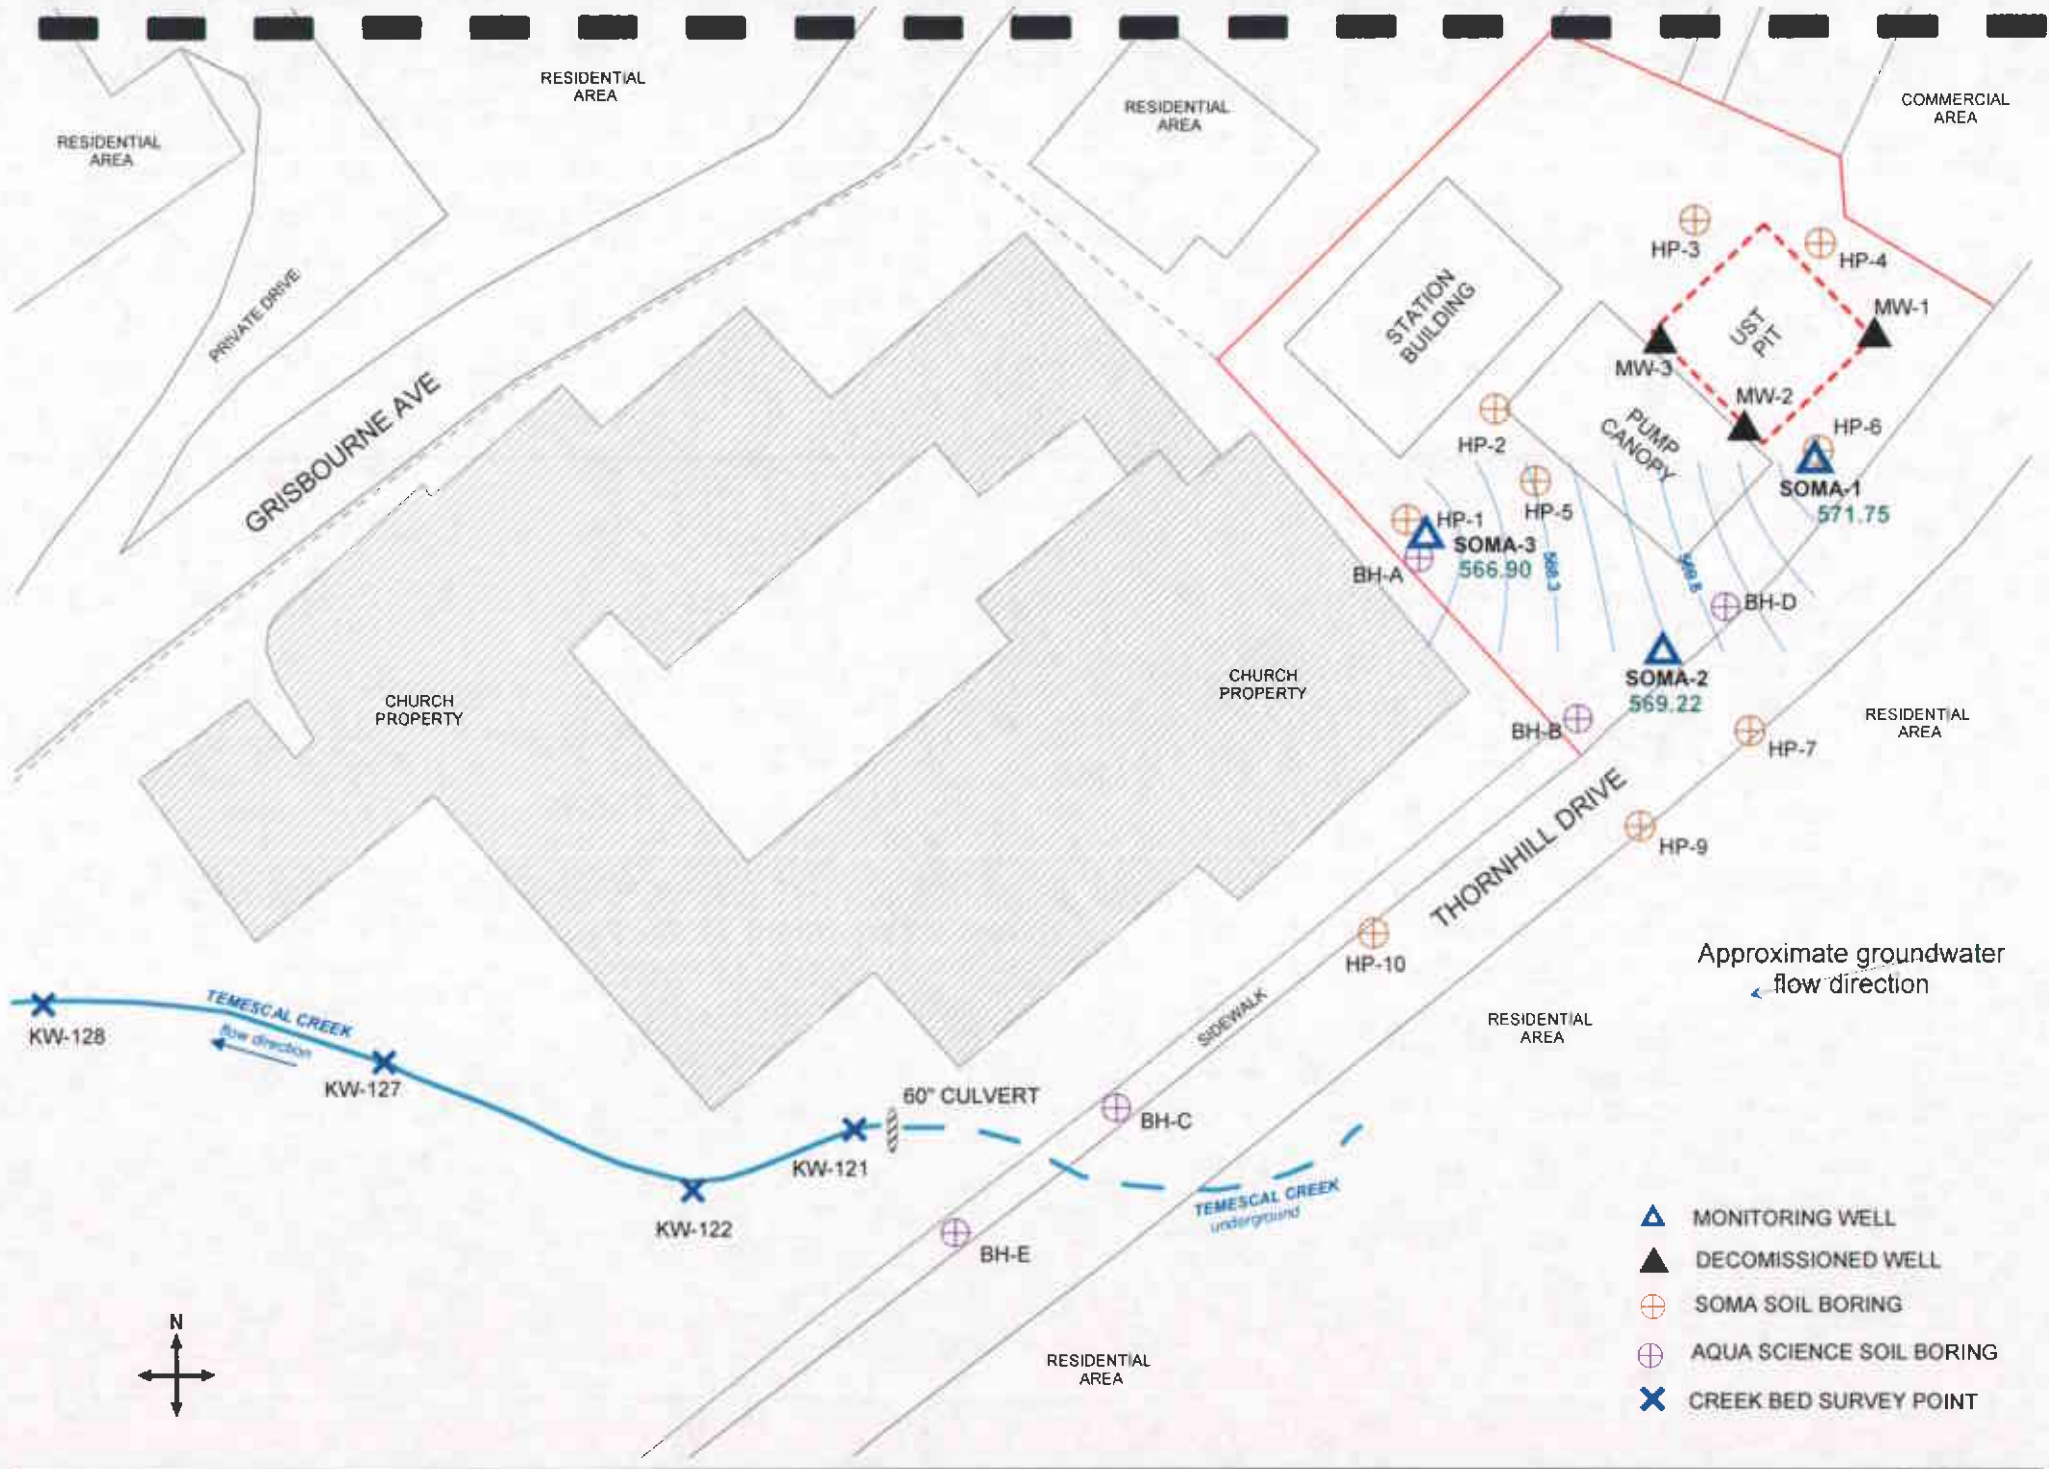 RESIDENTIAL
AREA
RESIDENTIAL
AREA
COMMERCIAL
AREA
RESIDENTIAL
AREA
HP-3
HP-4
PRIVATE DRIVE
STATION
BUILDING
UST
PIT
MW-1
MW-3
MW-2
GRISBOURNE AVE
PUMP
CANOPY
HP-2
HP-6
SOMA-1
571.75
HP-5
HP-1
SOMA-3
566.90
BH-A
568.3
569.8
BH-D
SOMA-2
569.22
CHURCH
PROPERTY
CHURCH
PROPERTY
BH-B
HP-7
RESIDENTIAL
AREA
THORNHILL DRIVE
HP-9
HP-10
Approximate groundwater
flow direction
SIDEWALK
RESIDENTIAL
AREA
TEMESCAL CREEK
flow direction
KW-128
KW-127
60" CULVERT
BH-C
KW-121
KW-122
TEMESCAL CREEK
underground
BH-E
N
RESIDENTIAL
AREA
MONITORING WELL
DECOMISSIONED WELL
SOMA SOIL BORING
AQUA SCIENCE SOIL BORING
CREEK BED SURVEY POINT